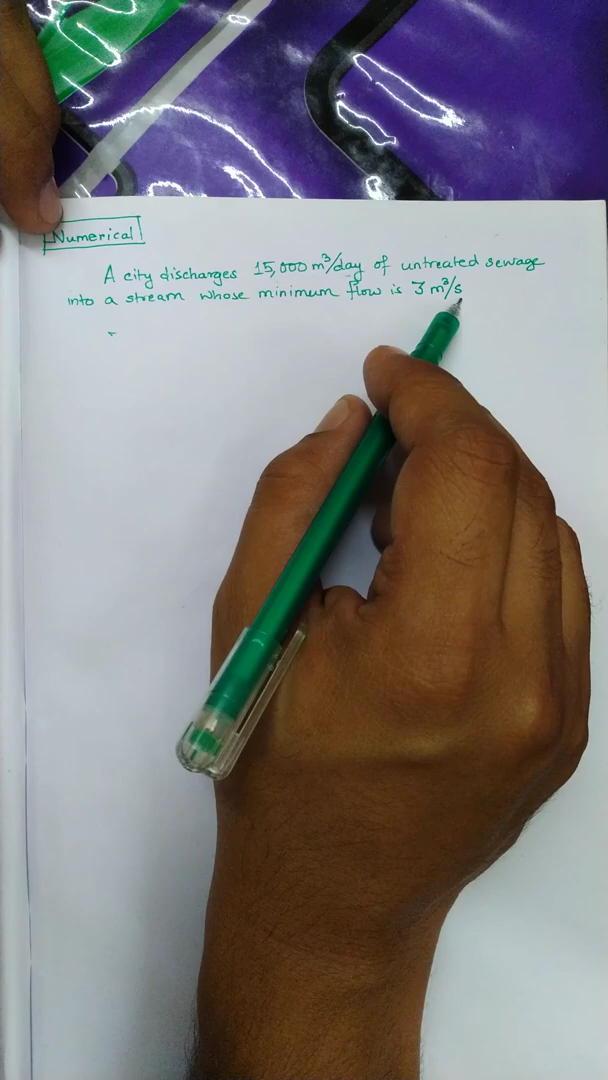 Numerical
A city discharges 15,000 m³/day of untreated sewage
into a stream whose minimum flow is 3 m³/s